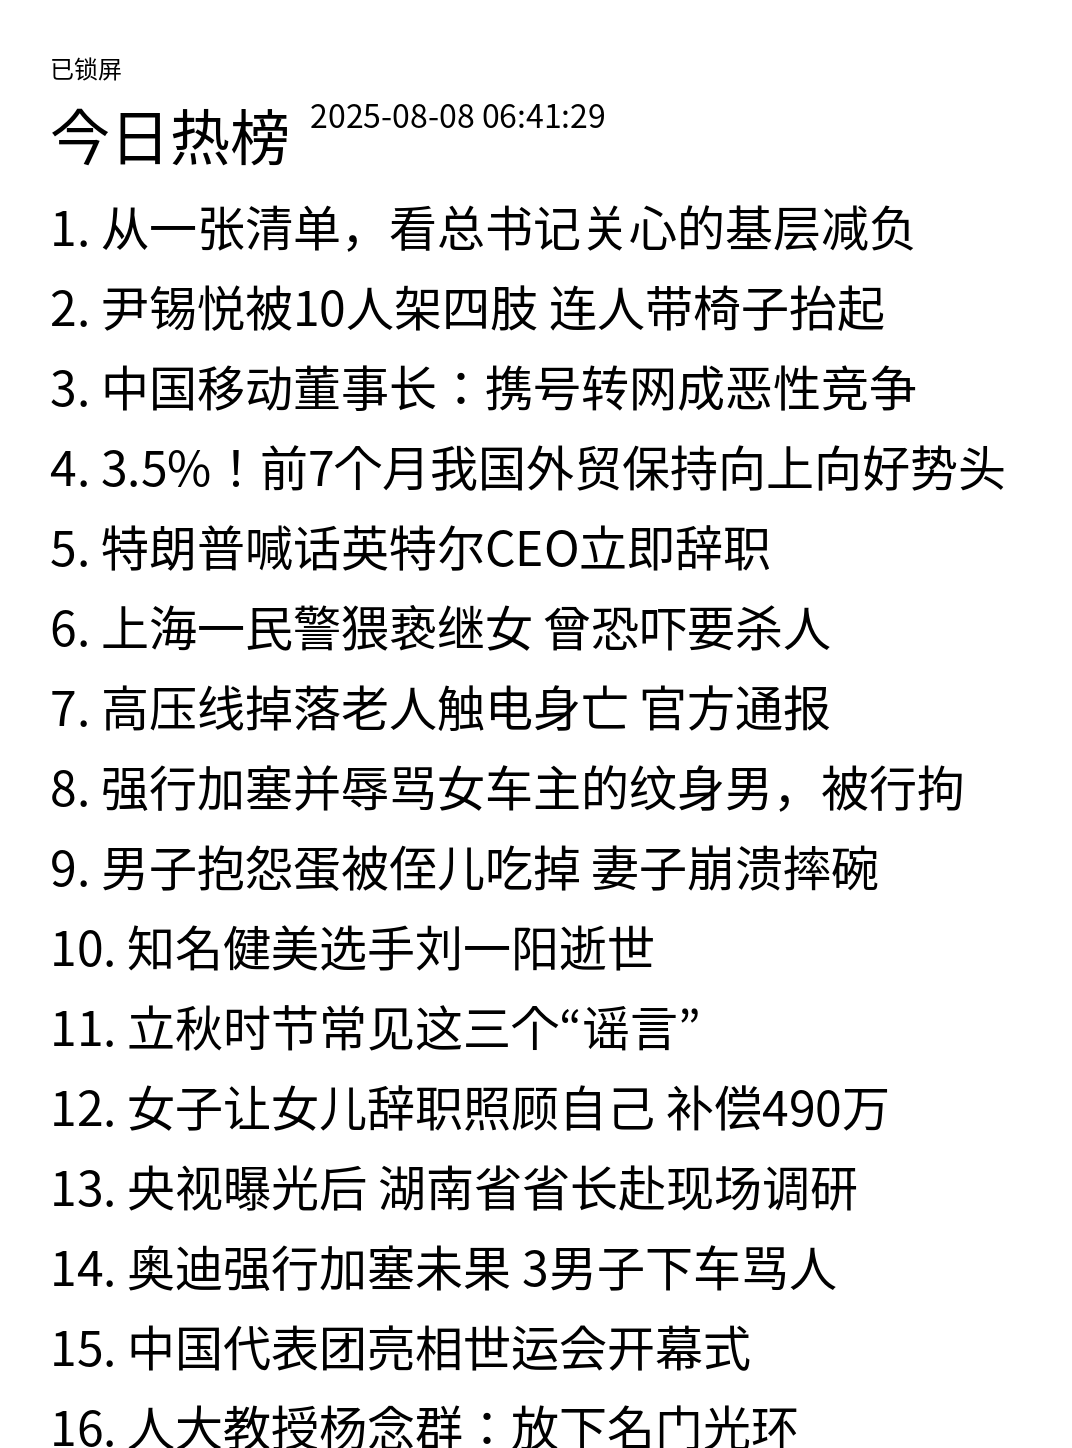 已锁屏
今日热榜 2025-08-08 06:41:29
1. 从一张清单，看总书记关心的基层减负
2. 尹锡悦被10人架四肢 连人带椅子抬起
3. 中国移动董事长：携号转网成恶性竞争
4. 3.5%！前7个月我国外贸保持向上向好势头
5. 特朗普喊话英特尔CEO立即辞职
6. 上海一民警猥亵继女 曾恐吓要杀人
7. 高压线掉落老人触电身亡 官方通报
8. 强行加塞并辱骂女车主的纹身男，被行拘
9. 男子抱怨蛋被侄儿吃掉 妻子崩溃摔碗
10. 知名健美选手刘一阳逝世
11. 立秋时节常见这三个“谣言”
12. 女子让女儿辞职照顾自己 补偿490万
13. 央视曝光后 湖南省省长赴现场调研
14. 奥迪强行加塞未果 3男子下车骂人
15. 中国代表团亮相世运会开幕式
16. 人大教授杨念群：放下名门光环